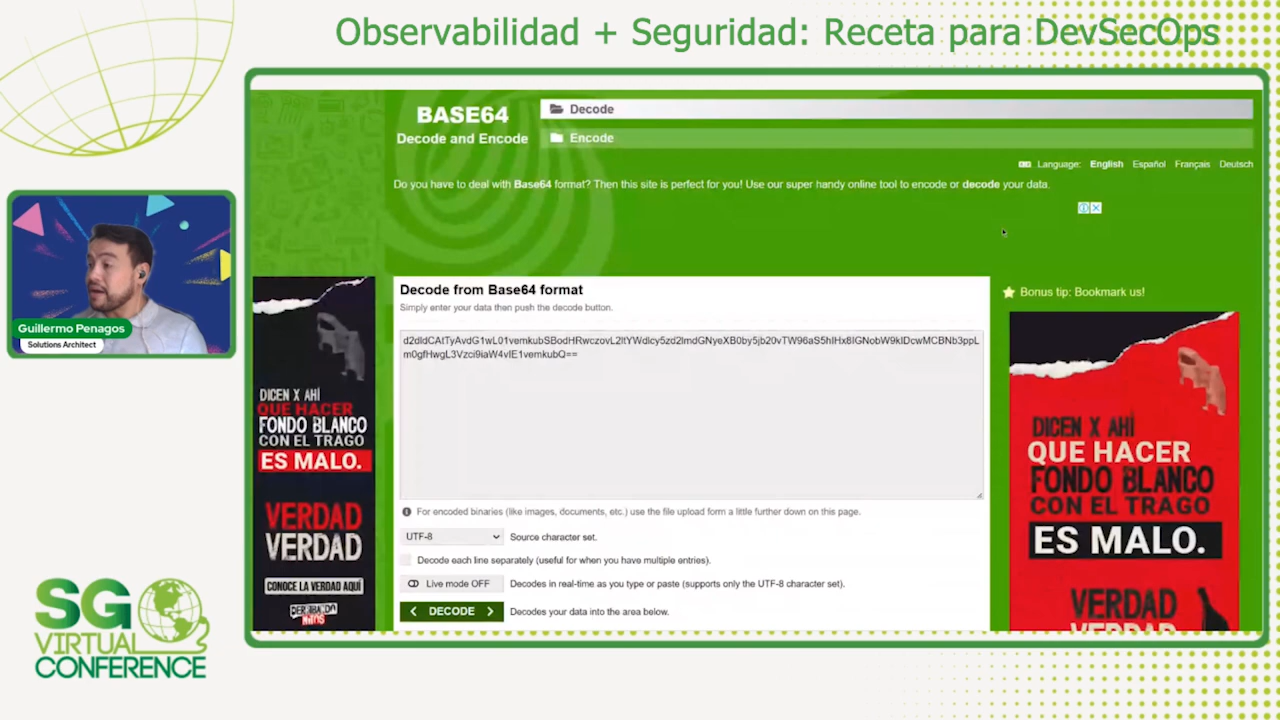 Observabilidad + Seguridad: Receta para DevSecOps
BASE64
Decode and Encode
Decode
Encode
Language: English Español Français Deutsch
Do you have to deal with Base64 format? Then this site is perfect for you! Use our super handy online tool to encode or decode your data.
Guillermo Penagos
Solutions Architect
Decode from Base64 format
Simply enter your data then push the decode button.
Bonus tip: Bookmark us!
For encoded binaries (like images, documents, etc.) use the file upload form a little further down on this page.
UTF-8 Source character set.
Decode each line separately (useful for when you have multiple entries).
Live mode OFF Decodes in real-time as you type or paste (supports only the UTF-8 character set).
< DECODE > Decodes your data into the area below.
DICEN X AHÍ
QUE HACER
FONDO BLANCO
CON EL TRAGO
ES MALO.
VERDAD
VERDAD
CONOCE LA VERDAD AQUÍ
DICEN X AHÍ
QUE HACER
FONDO BLANCO
CON EL TRAGO
ES MALO.
VERDAD
VERDAD
SG
VIRTUAL
CONFERENCE